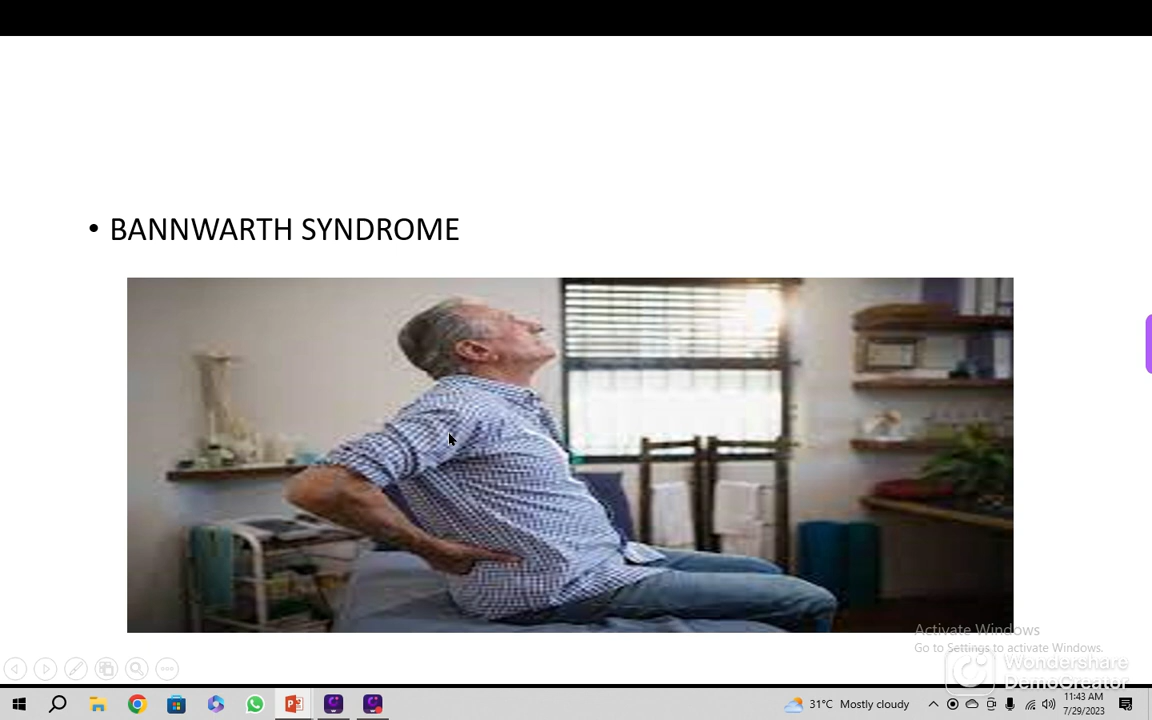 • BANNWARTH SYNDROME
Activate Windows
Go to Settings to activate Windows.
Wondershare
DemoCreator
31°C Mostly cloudy
11:43 AM
7/29/2023